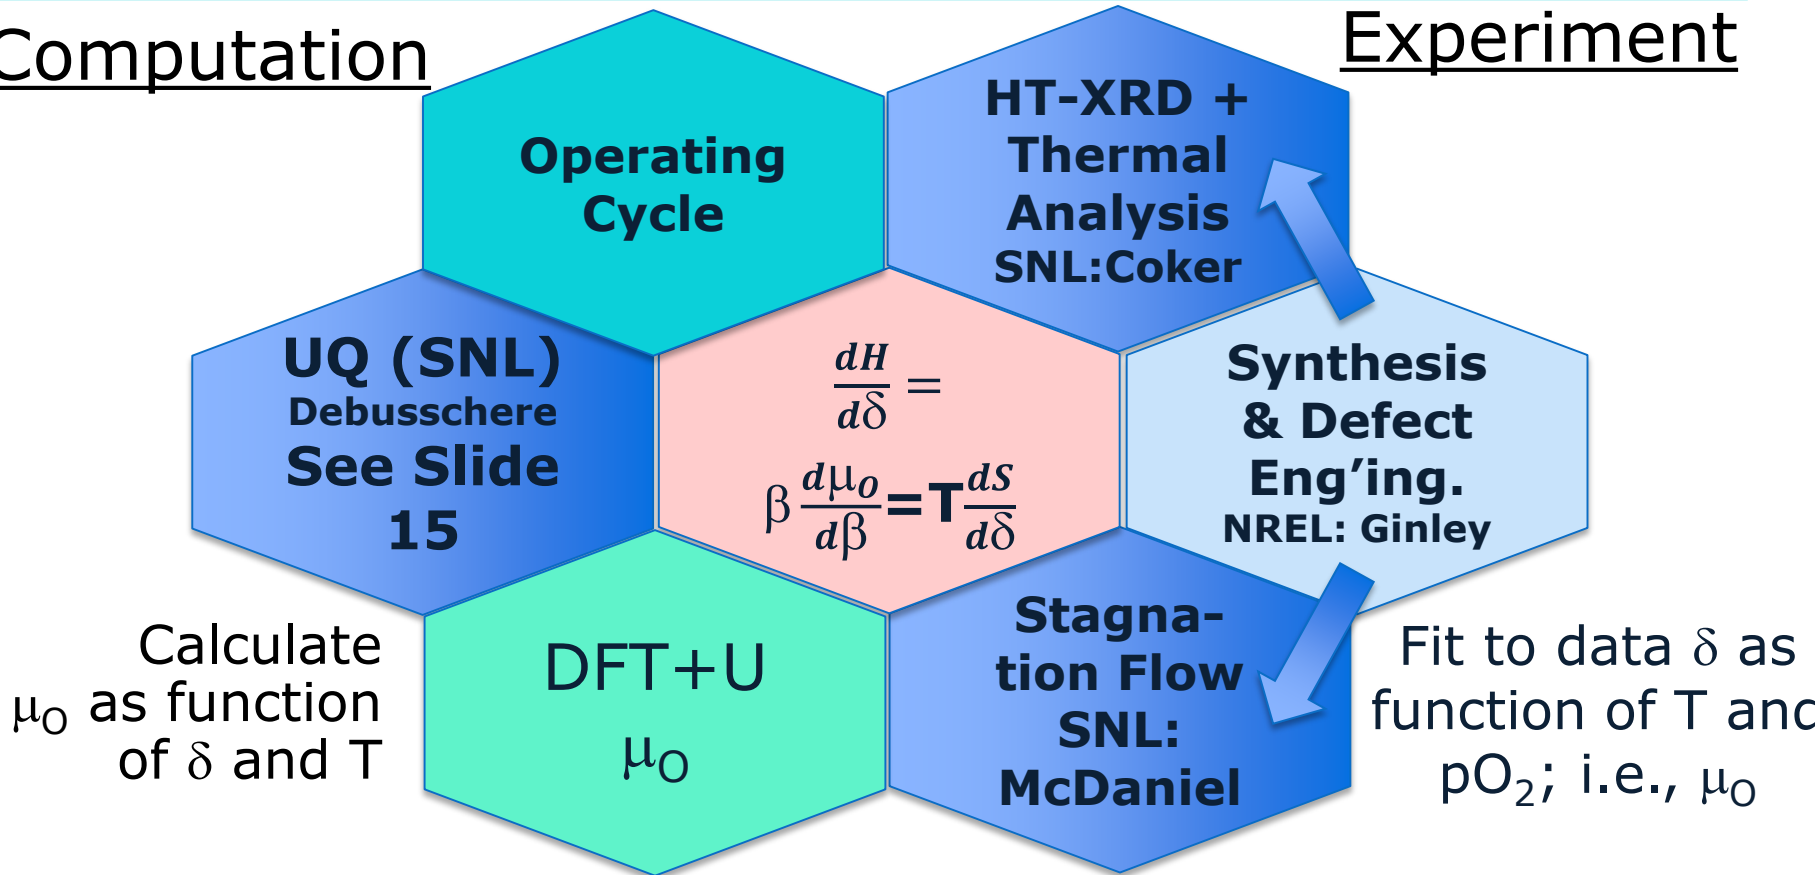 Computation
Experiment
Operating
Cycle
HT-XRD +
Thermal
Analysis
SNL:Coker
UQ (SNL)
Debusschere
See Slide
15
dH/dδ =
β dμO/dβ = T dS/dδ
Synthesis
& Defect
Eng’ing.
NREL: Ginley
Calculate
μO as function
of δ and T
DFT+U
μO
Stagna-
tion Flow
SNL:
McDaniel
Fit to data δ as
function of T and
pO₂; i.e., μO